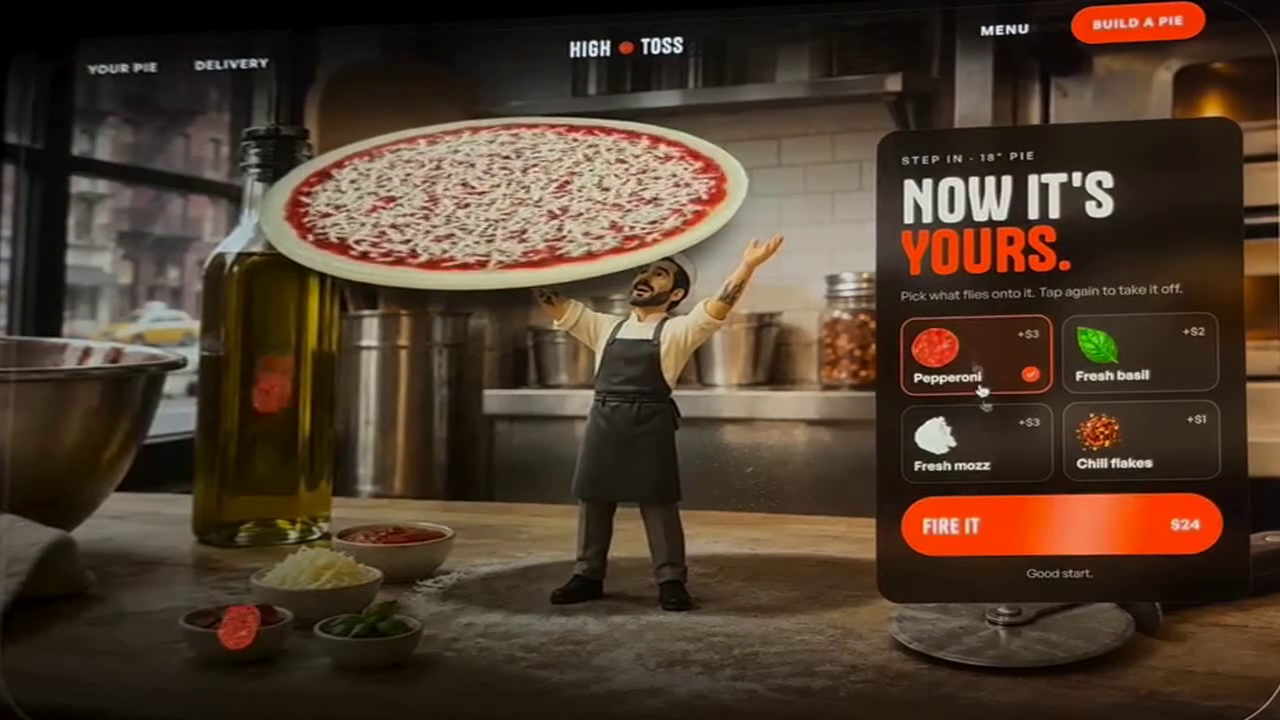 YOUR PIE
DELIVERY
HIGH TOSS
MENU
BUILD A PIE
STEP IN · 18" PIE
NOW IT'S
YOURS.
Pick what flies onto it. Tap again to take it off.
+$3
Pepperoni
+$2
Fresh basil
+$3
Fresh mozz
+$1
Chili flakes
FIRE IT
$24
Good start.